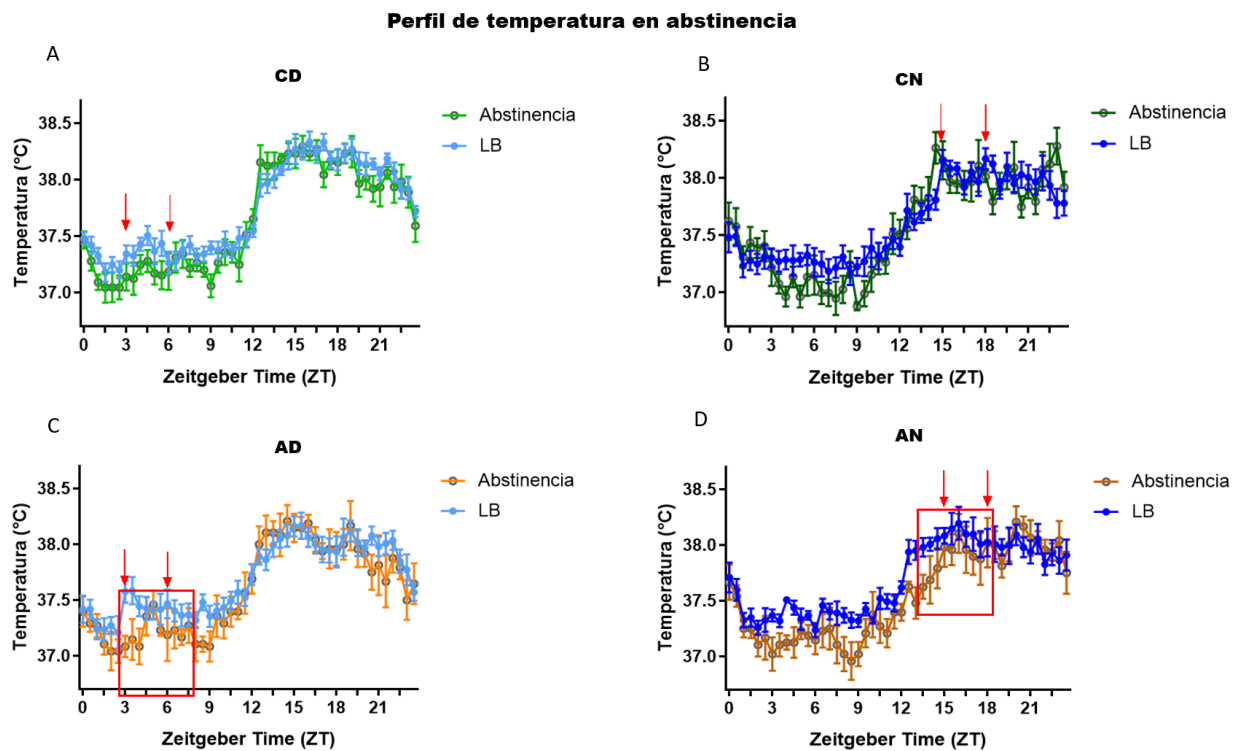 Perfil de temperatura en abstinencia
A
CD
Abstinencia
LB
Temperatura (°C)
38.5
38.0
37.5
37.0
0 3 6 9 12 15 18 21
Zeitgeber Time (ZT)
B
CN
Abstinencia
LB
Temperatura (°C)
38.5
38.0
37.5
37.0
0 3 6 9 12 15 18 21
Zeitgeber Time (ZT)
C
AD
Abstinencia
LB
Temperatura (°C)
38.5
38.0
37.5
37.0
0 3 6 9 12 15 18 21
Zeitgeber Time (ZT)
D
AN
Abstinencia
LB
Temperatura (°C)
38.5
38.0
37.5
37.0
0 3 6 9 12 15 18 21
Zeitgeber Time (ZT)